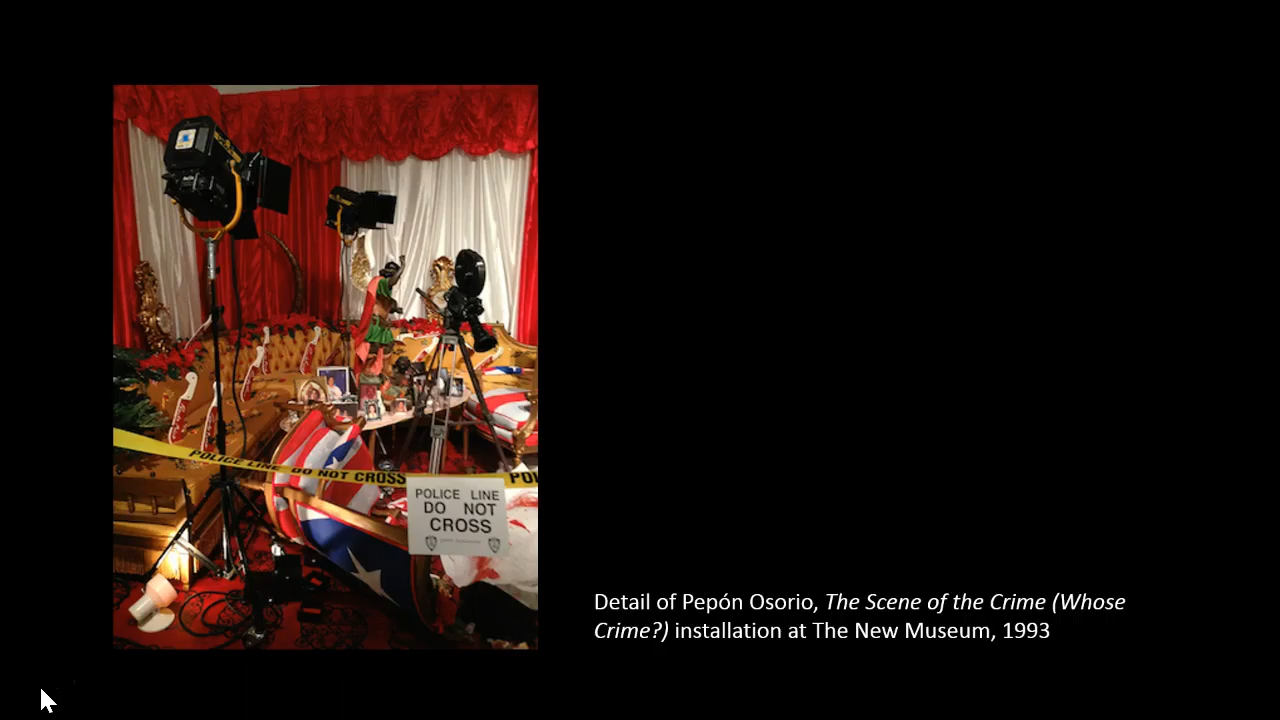 POLICE LINE DO NOT CROSS
POL
POLICE LINE
DO NOT
CROSS
Detail of Pepón Osorio, The Scene of the Crime (Whose
Crime?) installation at The New Museum, 1993